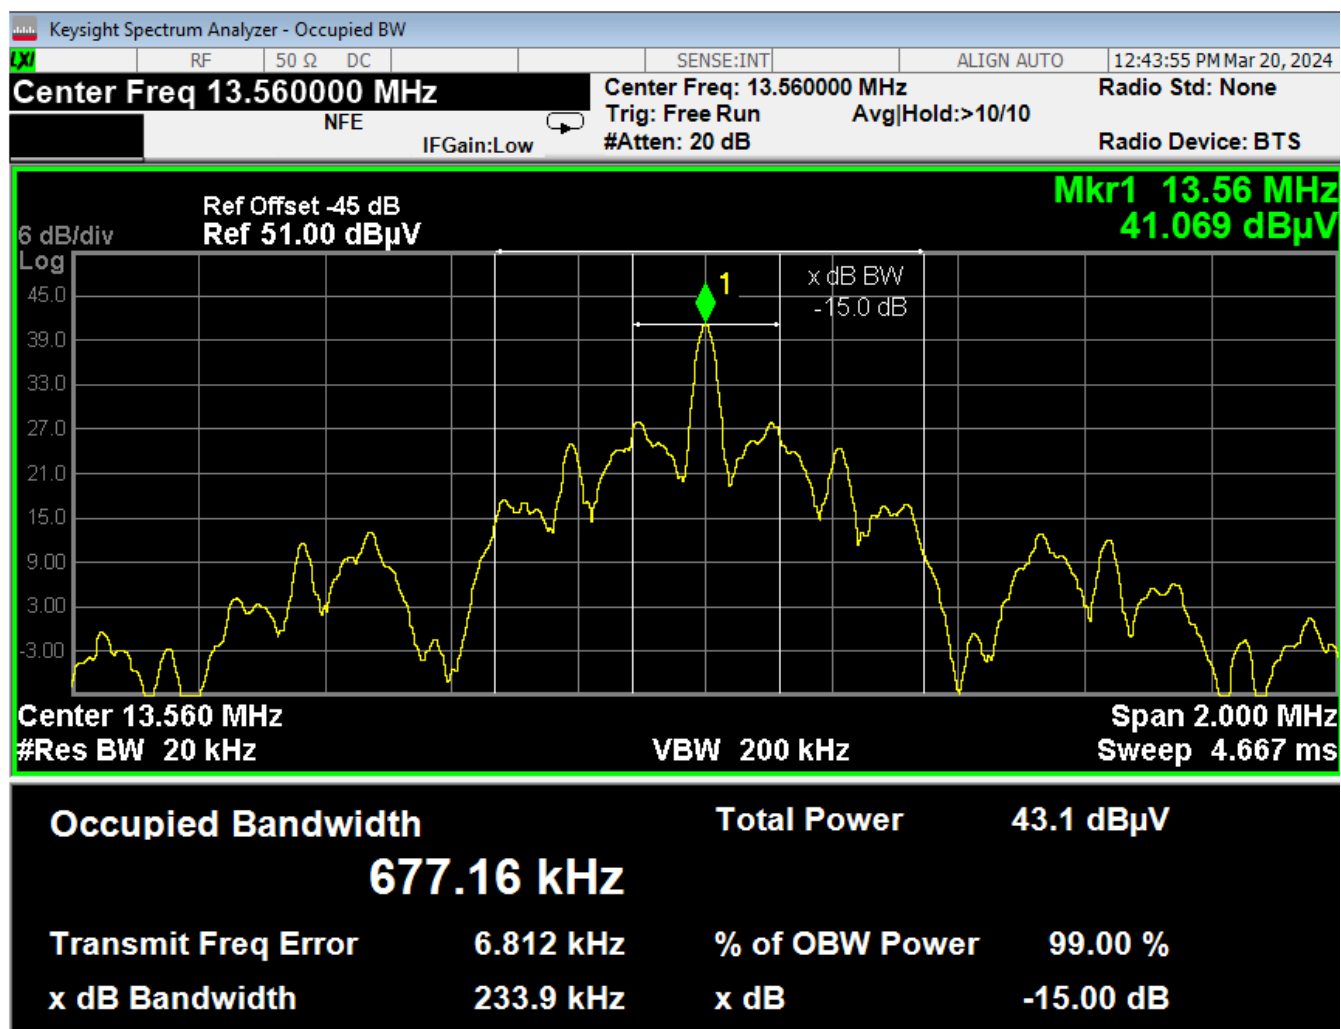 Keysight Spectrum Analyzer - Occupied BW
LXI RF 50 Ω DC SENSE:INT ALIGN AUTO 12:43:55 PM Mar 20, 2024
Center Freq 13.560000 MHz
NFE
IFGain:Low
Center Freq: 13.560000 MHz
Trig: Free Run Avg|Hold:>10/10
#Atten: 20 dB
Radio Std: None
Radio Device: BTS
Mkr1 13.56 MHz
41.069 dBµV
Ref Offset -45 dB
6 dB/div Ref 51.00 dBµV
Log
1
x dB BW
-15.0 dB
45.0
39.0
33.0
27.0
21.0
15.0
9.00
3.00
-3.00
Center 13.560 MHz Span 2.000 MHz
#Res BW 20 kHz VBW 200 kHz Sweep 4.667 ms
Occupied Bandwidth Total Power 43.1 dBµV
677.16 kHz
Transmit Freq Error 6.812 kHz % of OBW Power 99.00 %
x dB Bandwidth 233.9 kHz x dB -15.00 dB